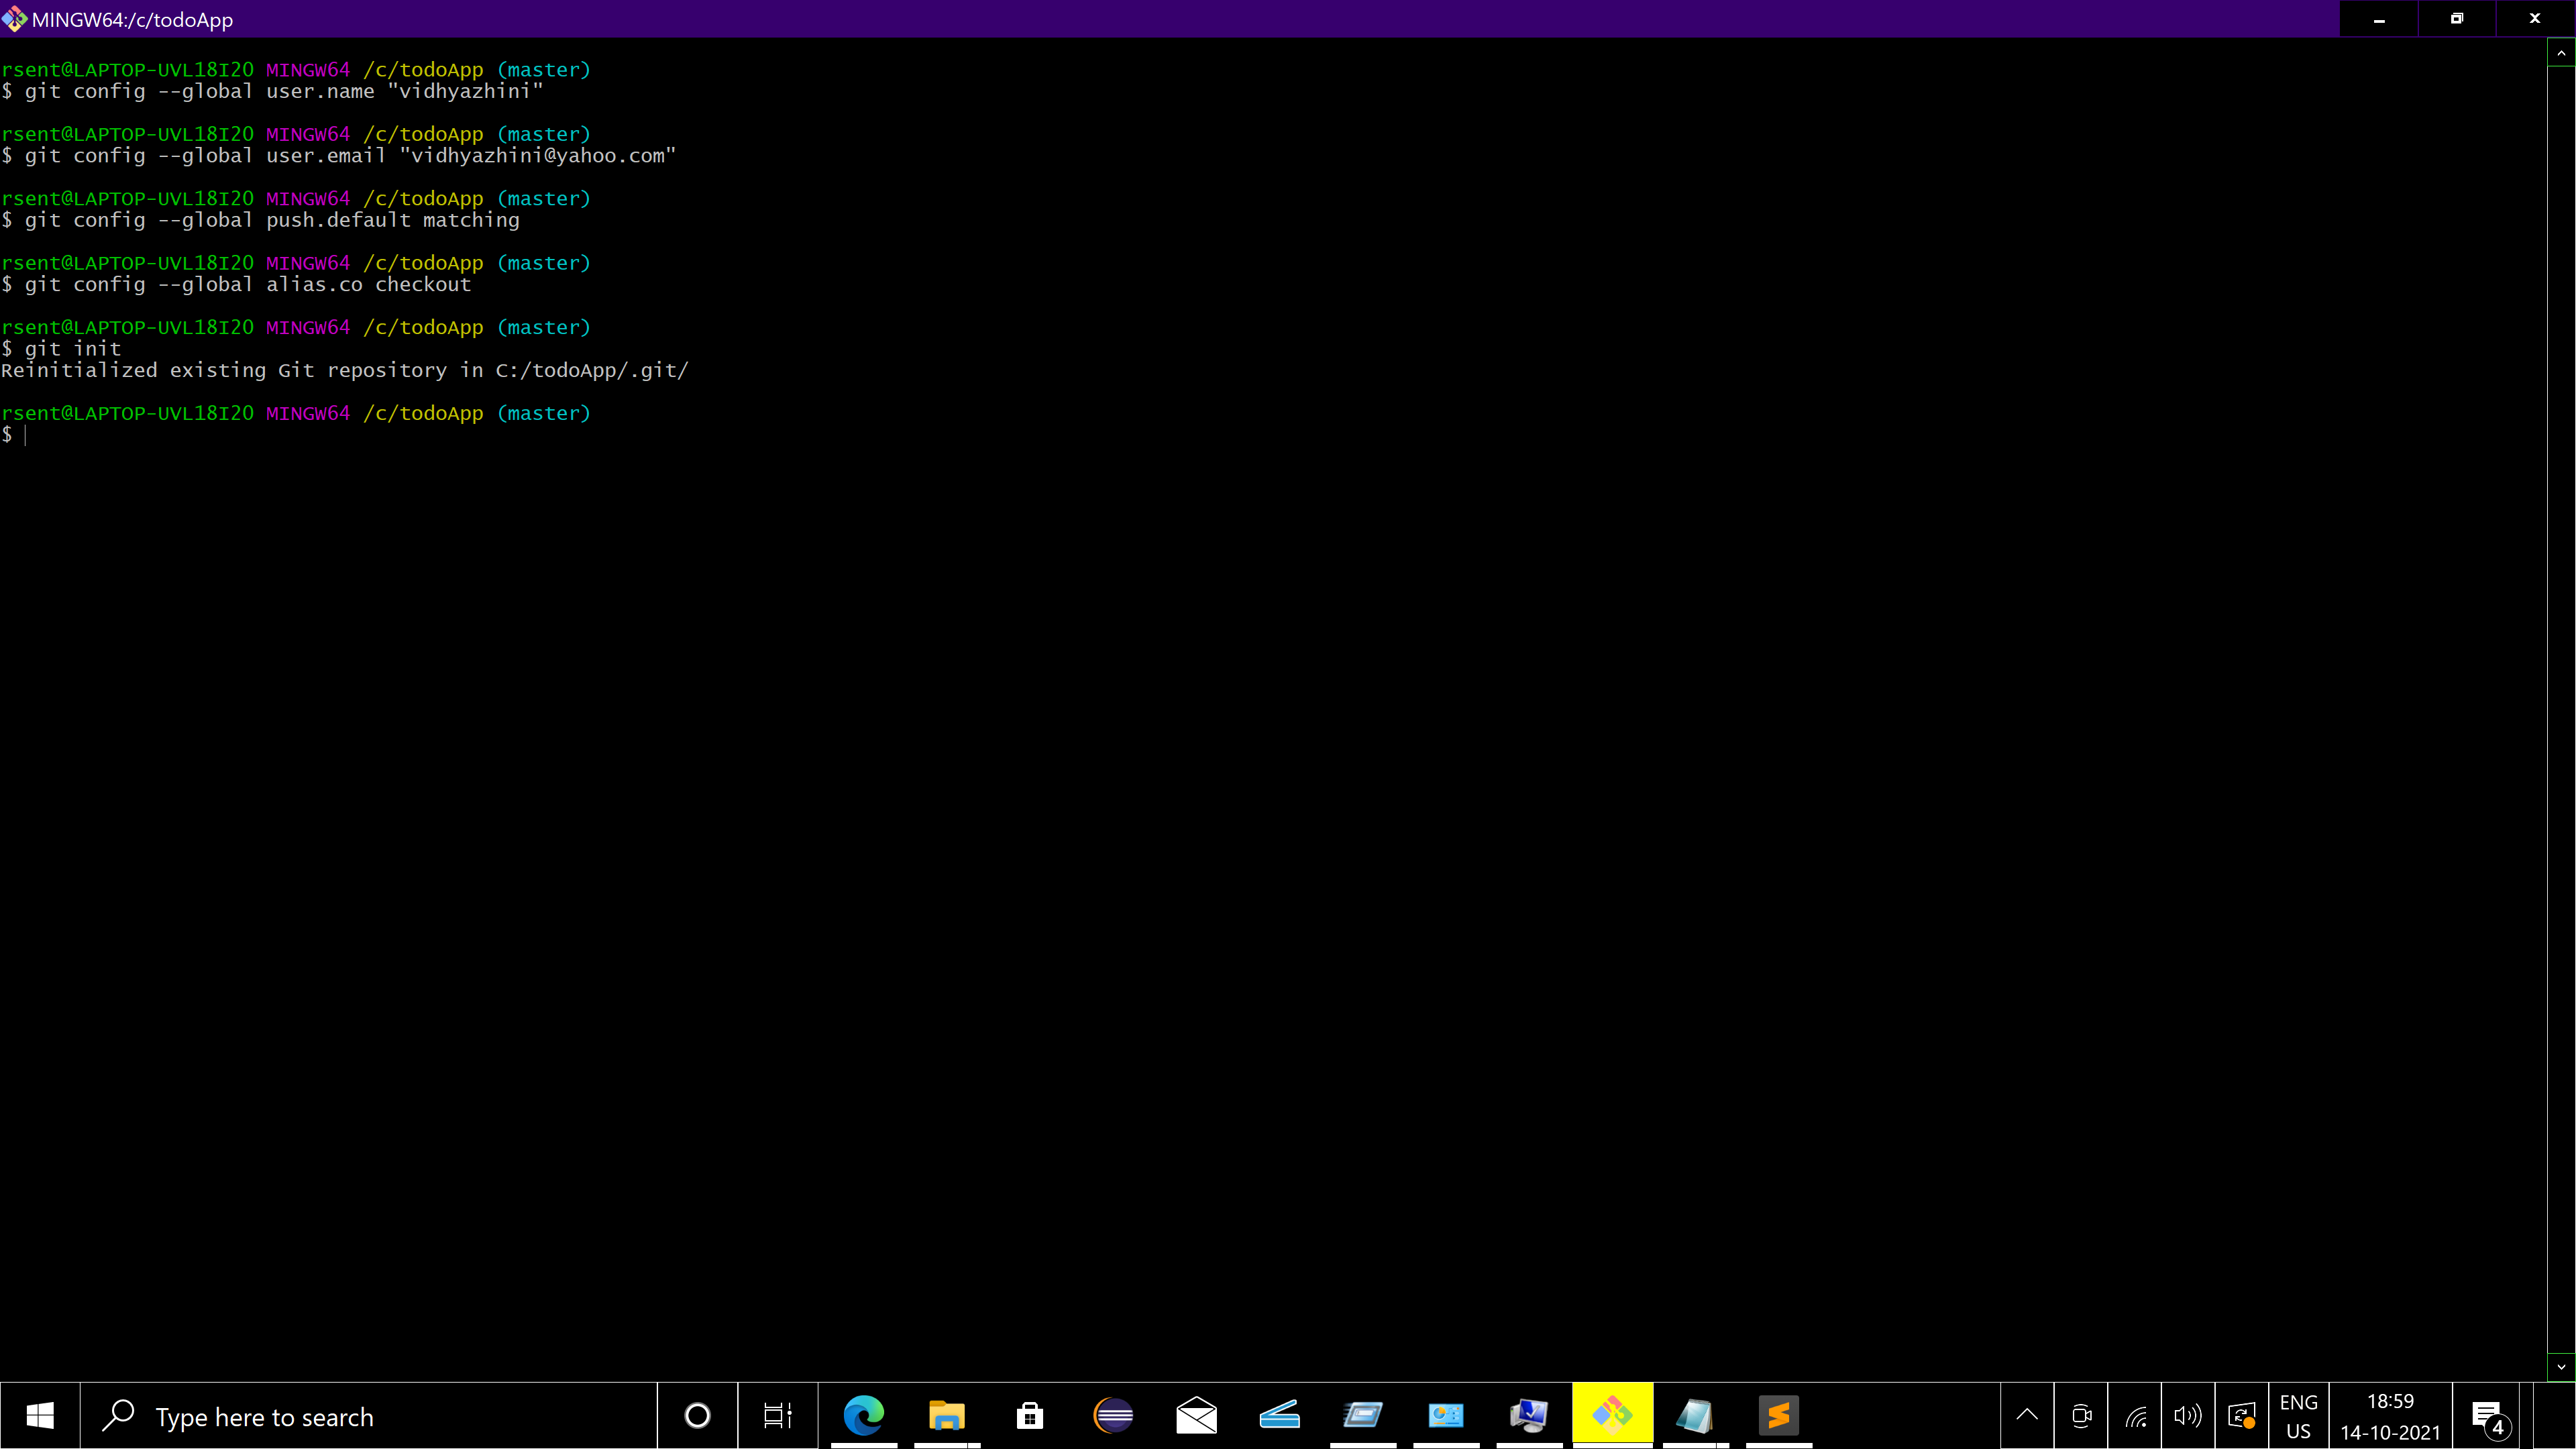 MINGW64:/c/todoApp
rsent@LAPTOP-UVL18I20 MINGW64 /c/todoApp (master)
$ git config --global user.name "vidhyazhini"
rsent@LAPTOP-UVL18I20 MINGW64 /c/todoApp (master)
$ git config --global user.email "vidhyazhini@yahoo.com"
rsent@LAPTOP-UVL18I20 MINGW64 /c/todoApp (master)
$ git config --global push.default matching
rsent@LAPTOP-UVL18I20 MINGW64 /c/todoApp (master)
$ git config --global alias.co checkout
rsent@LAPTOP-UVL18I20 MINGW64 /c/todoApp (master)
$ git init
Reinitialized existing Git repository in C:/todoApp/.git/
rsent@LAPTOP-UVL18I20 MINGW64 /c/todoApp (master)
$
Type here to search
ENG
US
18:59
14-10-2021
4